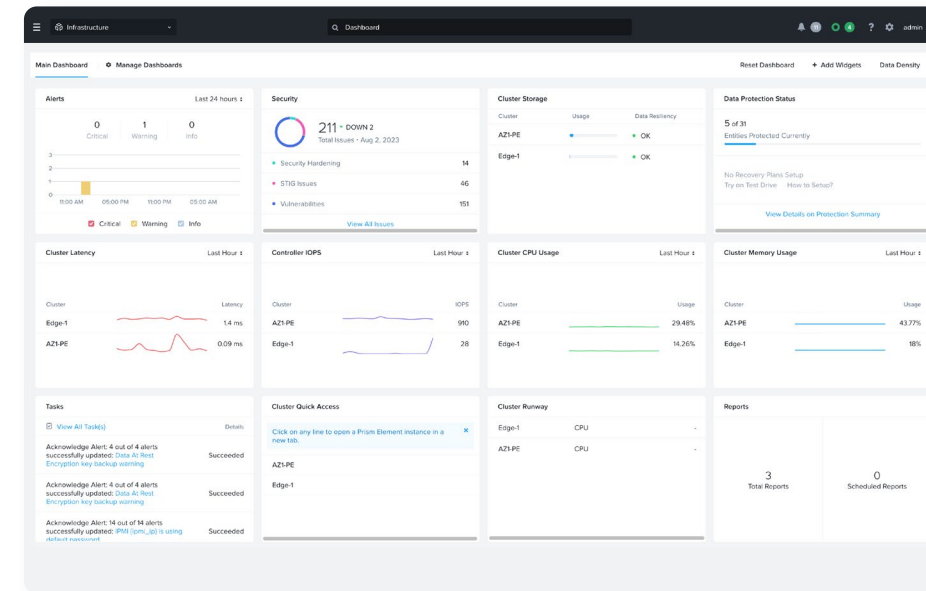 Infrastructure
Dashboard
11
4
?
admin
Main Dashboard
Manage Dashboards
Reset Dashboard
+ Add Widgets
Data Density
Alerts
Last 24 hours
0
1
0
Critical
Warning
Info
3
2
1
0
11:00 AM
05:00 PM
11:00 PM
05:00 AM
Critical
Warning
Info
Security
211 - DOWN 2
Total Issues - Aug 2, 2023
Security Hardening
14
STIG Issues
46
Vulnerabilities
151
View All Issues
Cluster Storage
Cluster
Usage
Data Resiliency
AZ1-PE
OK
Edge-1
OK
Data Protection Status
5 of 31
Entities Protected Currently
No Recovery Plans Setup
Try on Test Drive
How to Setup?
View Details on Protection Summary
Cluster Latency
Last Hour
Cluster
Latency
Edge-1
1.4 ms
AZ1-PE
0.09 ms
Controller IOPS
Last Hour
Cluster
IOPS
AZ1-PE
910
Edge-1
28
Cluster CPU Usage
Last Hour
Cluster
Usage
AZ1-PE
29.48%
Edge-1
14.26%
Cluster Memory Usage
Last Hour
Cluster
Usage
AZ1-PE
43.77%
Edge-1
18%
Tasks
View All Task(s)
Details
Acknowledge Alert: 4 out of 4 alerts
successfully updated: Data At Rest
Encryption key backup warning
Succeeded
Acknowledge Alert: 4 out of 4 alerts
successfully updated: Data At Rest
Encryption key backup warning
Succeeded
Acknowledge Alert: 14 out of 14 alerts
successfully updated: IPMI {ipmi_ip} is using
default password
Succeeded
Cluster Quick Access
Click on any line to open a Prism Element instance in a
new tab.
AZ1-PE
Edge-1
Cluster Runway
Edge-1
CPU
-
AZ1-PE
CPU
-
Reports
3
Total Reports
0
Scheduled Reports